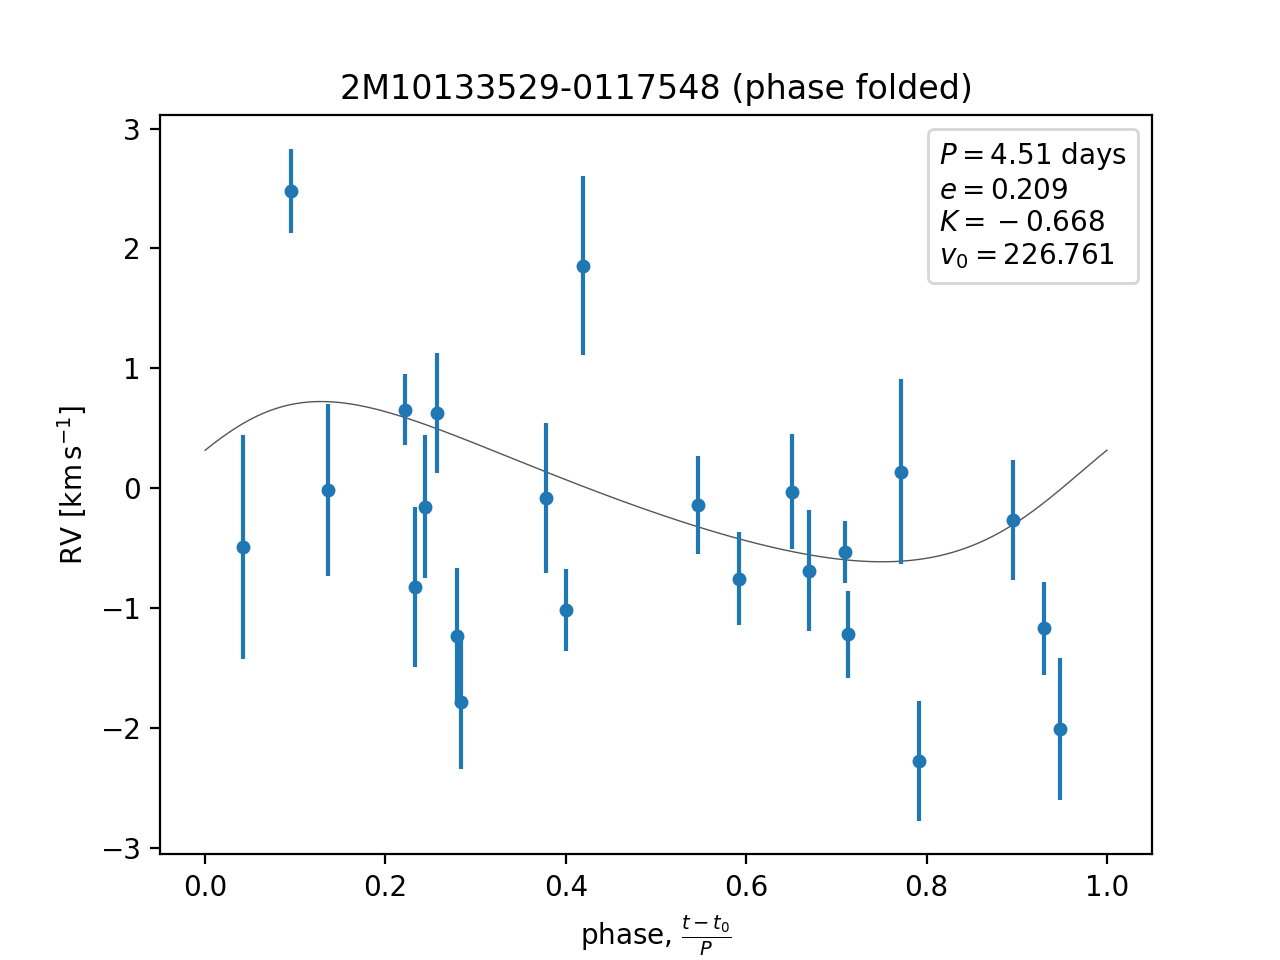 2M10133529-0117548 (phase folded)
P = 4.51 days
e = 0.209
K = −0.668
v₀ = 226.761
3
2
1
0
−1
−2
−3
RV [km s⁻¹]
0.0 0.2 0.4 0.6 0.8 1.0
phase, (t − t₀)/P